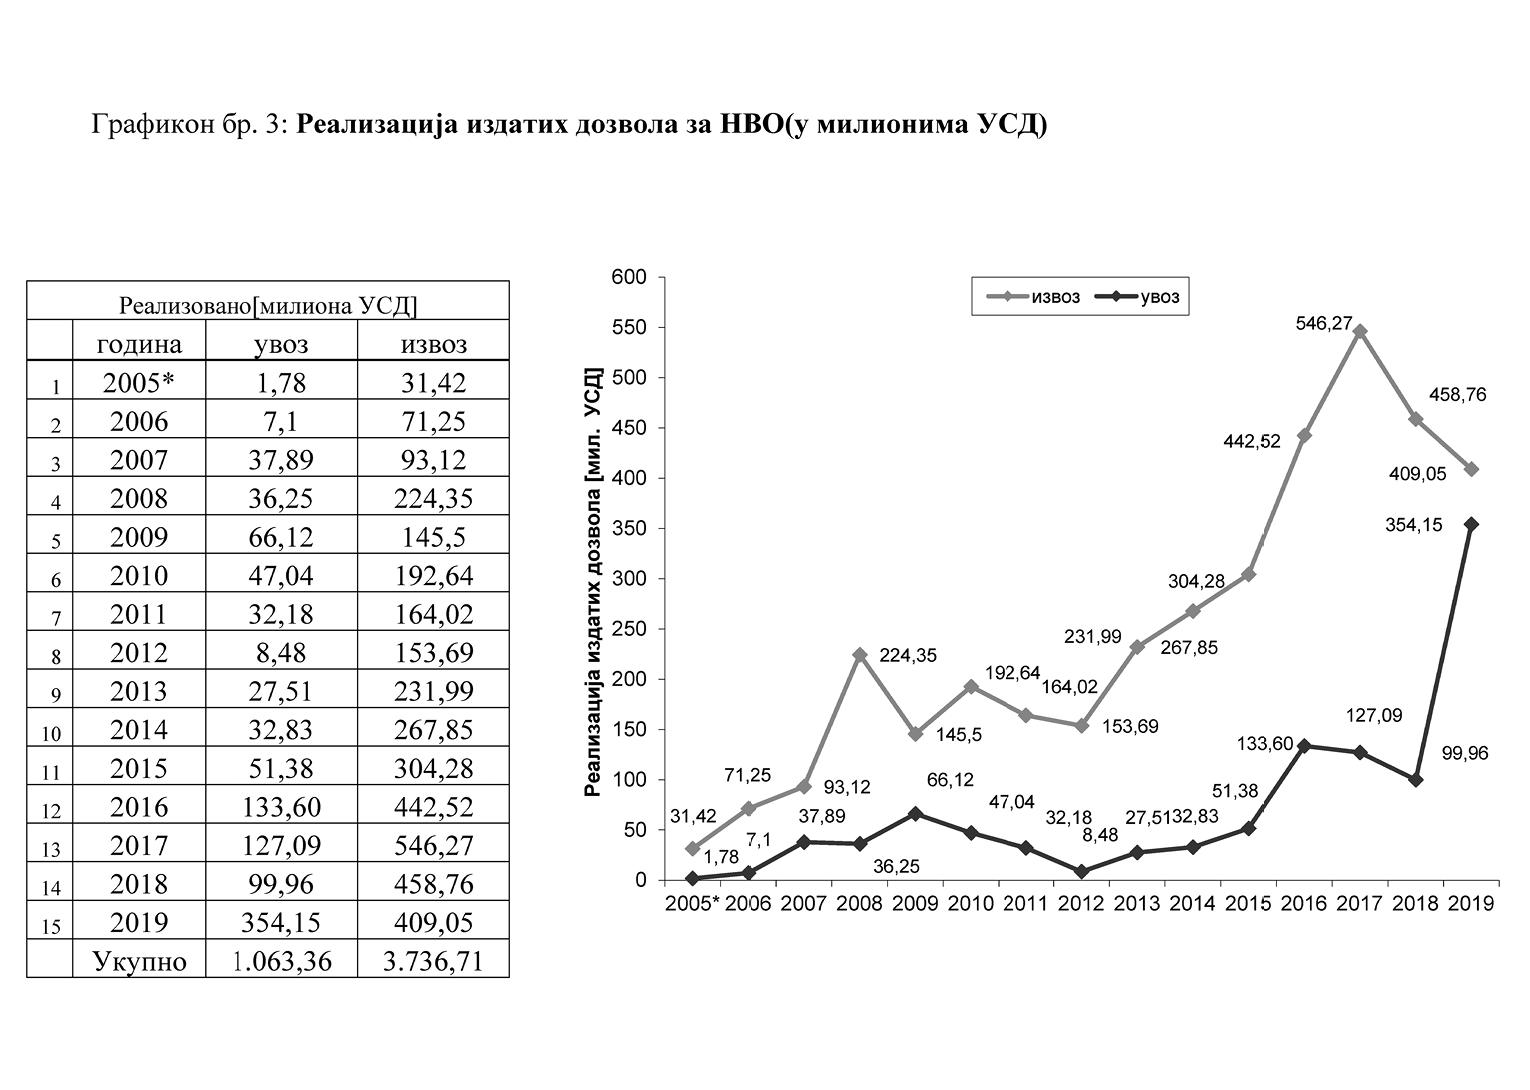 Графикон бр. 3: Реализација издатих дозвола за НВО(у милионима УСД)
Реализовано[милиона УСД]
година увоз извоз
1 2005* 1,78 31,42
2 2006 7,1 71,25
3 2007 37,89 93,12
4 2008 36,25 224,35
5 2009 66,12 145,5
6 2010 47,04 192,64
7 2011 32,18 164,02
8 2012 8,48 153,69
9 2013 27,51 231,99
10 2014 32,83 267,85
11 2015 51,38 304,28
12 2016 133,60 442,52
13 2017 127,09 546,27
14 2018 99,96 458,76
15 2019 354,15 409,05
Укупно 1.063,36 3.736,71
Реализација издатих дозвола [мил. УСД]
600
550
500
450
400
350
300
250
200
150
100
50
0
извоз увоз
31,42
71,25
93,12
224,35
145,5
192,64
164,02
153,69
231,99
267,85
304,28
442,52
546,27
458,76
409,05
1,78
7,1
37,89
36,25
66,12
47,04
32,18
8,48
27,51
32,83
51,38
133,60
127,09
99,96
354,15
2005* 2006 2007 2008 2009 2010 2011 2012 2013 2014 2015 2016 2017 2018 2019